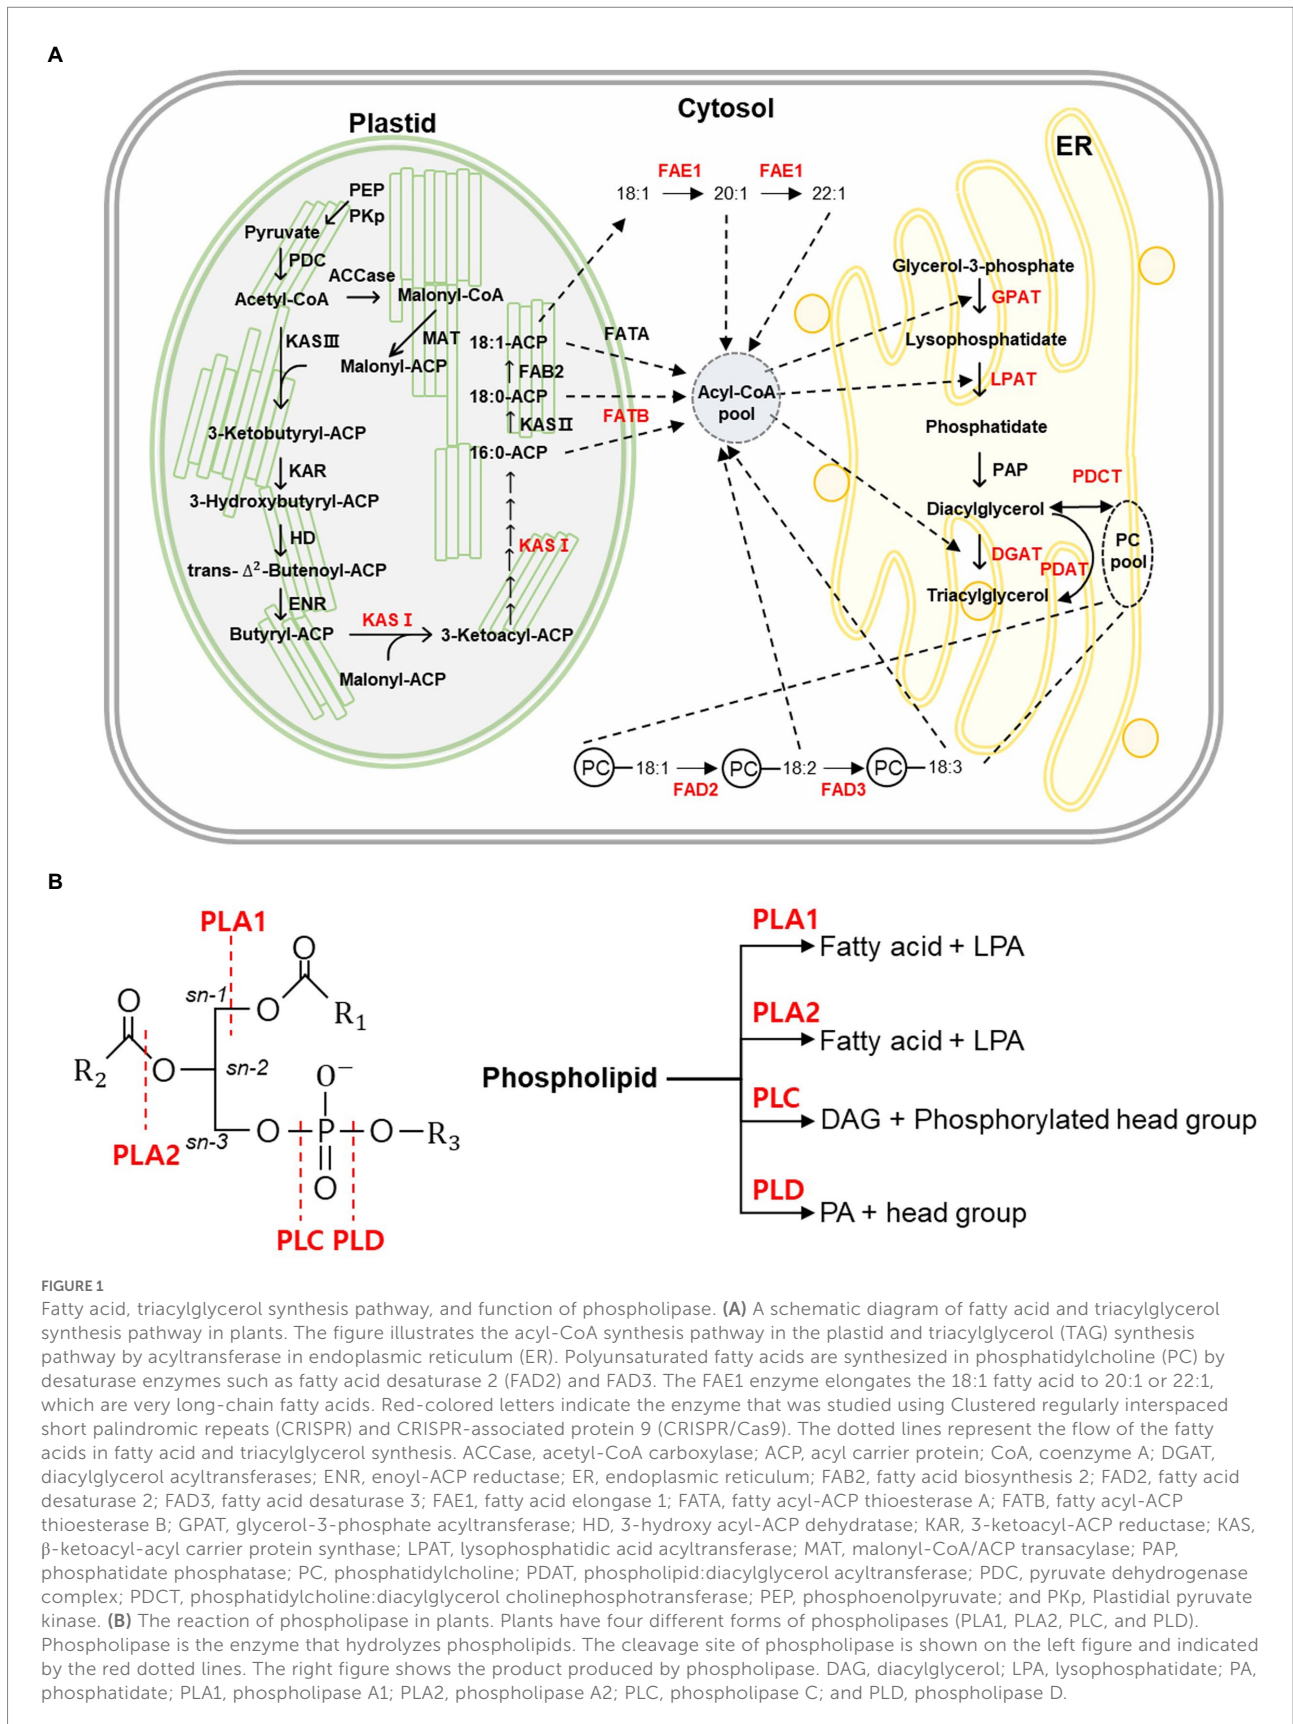 A
Plastid
Cytosol
ER
PEP
PKp
Pyruvate
PDC
ACCase
Acetyl-CoA
Malonyl-CoA
KASⅢ
MAT
Malonyl-ACP
3-Ketobutyryl-ACP
KAR
3-Hydroxybutyryl-ACP
HD
trans- Δ²-Butenoyl-ACP
ENR
Butyryl-ACP
KAS I
3-Ketoacyl-ACP
Malonyl-ACP
KAS I
16:0-ACP
KASⅡ
18:0-ACP
FAB2
18:1-ACP
FATA
FATB
18:1
FAE1
20:1
FAE1
22:1
Acyl-CoA
pool
Glycerol-3-phosphate
GPAT
Lysophosphatidate
LPAT
Phosphatidate
PAP
PDCT
Diacylglycerol
PC
pool
DGAT
PDAT
Triacylglycerol
PC
18:1
FAD2
PC
18:2
FAD3
PC
18:3
B
PLA1
sn-1
O
O
R₁
O
R₂
O
sn-2
O⁻
sn-3
O
P
O
R₃
O
PLA2
PLC
PLD
Phospholipid
PLA1
Fatty acid + LPA
PLA2
Fatty acid + LPA
PLC
DAG + Phosphorylated head group
PLD
PA + head group
FIGURE 1
Fatty acid, triacylglycerol synthesis pathway, and function of phospholipase. (A) A schematic diagram of fatty acid and triacylglycerol
synthesis pathway in plants. The figure illustrates the acyl-CoA synthesis pathway in the plastid and triacylglycerol (TAG) synthesis
pathway by acyltransferase in endoplasmic reticulum (ER). Polyunsaturated fatty acids are synthesized in phosphatidylcholine (PC) by
desaturase enzymes such as fatty acid desaturase 2 (FAD2) and FAD3. The FAE1 enzyme elongates the 18:1 fatty acid to 20:1 or 22:1,
which are very long-chain fatty acids. Red-colored letters indicate the enzyme that was studied using Clustered regularly interspaced
short palindromic repeats (CRISPR) and CRISPR-associated protein 9 (CRISPR/Cas9). The dotted lines represent the flow of the fatty
acids in fatty acid and triacylglycerol synthesis. ACCase, acetyl-CoA carboxylase; ACP, acyl carrier protein; CoA, coenzyme A; DGAT,
diacylglycerol acyltransferases; ENR, enoyl-ACP reductase; ER, endoplasmic reticulum; FAB2, fatty acid biosynthesis 2; FAD2, fatty acid
desaturase 2; FAD3, fatty acid desaturase 3; FAE1, fatty acid elongase 1; FATA, fatty acyl-ACP thioesterase A; FATB, fatty acyl-ACP
thioesterase B; GPAT, glycerol-3-phosphate acyltransferase; HD, 3-hydroxy acyl-ACP dehydratase; KAR, 3-ketoacyl-ACP reductase; KAS,
β-ketoacyl-acyl carrier protein synthase; LPAT, lysophosphatidic acid acyltransferase; MAT, malonyl-CoA/ACP transacylase; PAP,
phosphatidate phosphatase; PC, phosphatidylcholine; PDAT, phospholipid:diacylglycerol acyltransferase; PDC, pyruvate dehydrogenase
complex; PDCT, phosphatidylcholine:diacylglycerol cholinephosphotransferase; PEP, phosphoenolpyruvate; and PKp, Plastidial pyruvate
kinase. (B) The reaction of phospholipase in plants. Plants have four different forms of phospholipases (PLA1, PLA2, PLC, and PLD).
Phospholipase is the enzyme that hydrolyzes phospholipids. The cleavage site of phospholipase is shown on the left figure and indicated
by the red dotted lines. The right figure shows the product produced by phospholipase. DAG, diacylglycerol; LPA, lysophosphatidate; PA,
phosphatidate; PLA1, phospholipase A1; PLA2, phospholipase A2; PLC, phospholipase C; and PLD, phospholipase D.